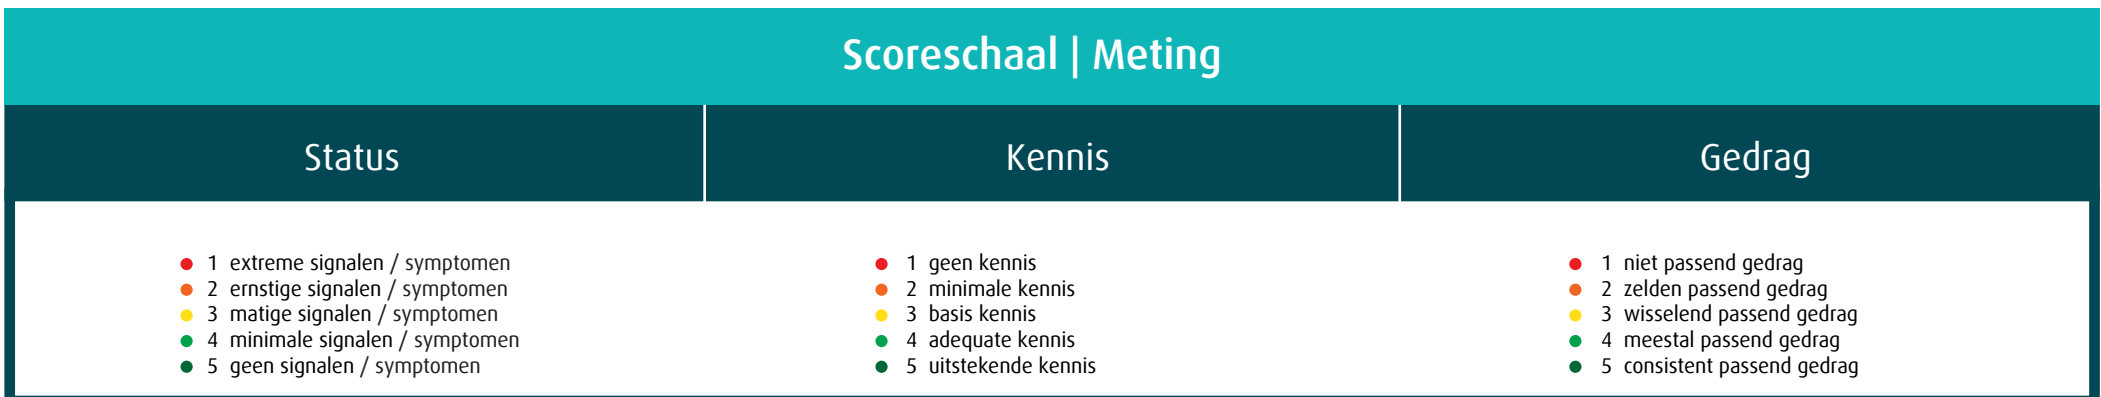 Scoreschaal | Meting
Status
Kennis
Gedrag
1 extreme signalen / symptomen
2 ernstige signalen / symptomen
3 matige signalen / symptomen
4 minimale signalen / symptomen
5 geen signalen / symptomen
1 geen kennis
2 minimale kennis
3 basis kennis
4 adequate kennis
5 uitstekende kennis
1 niet passend gedrag
2 zelden passend gedrag
3 wisselend passend gedrag
4 meestal passend gedrag
5 consistent passend gedrag